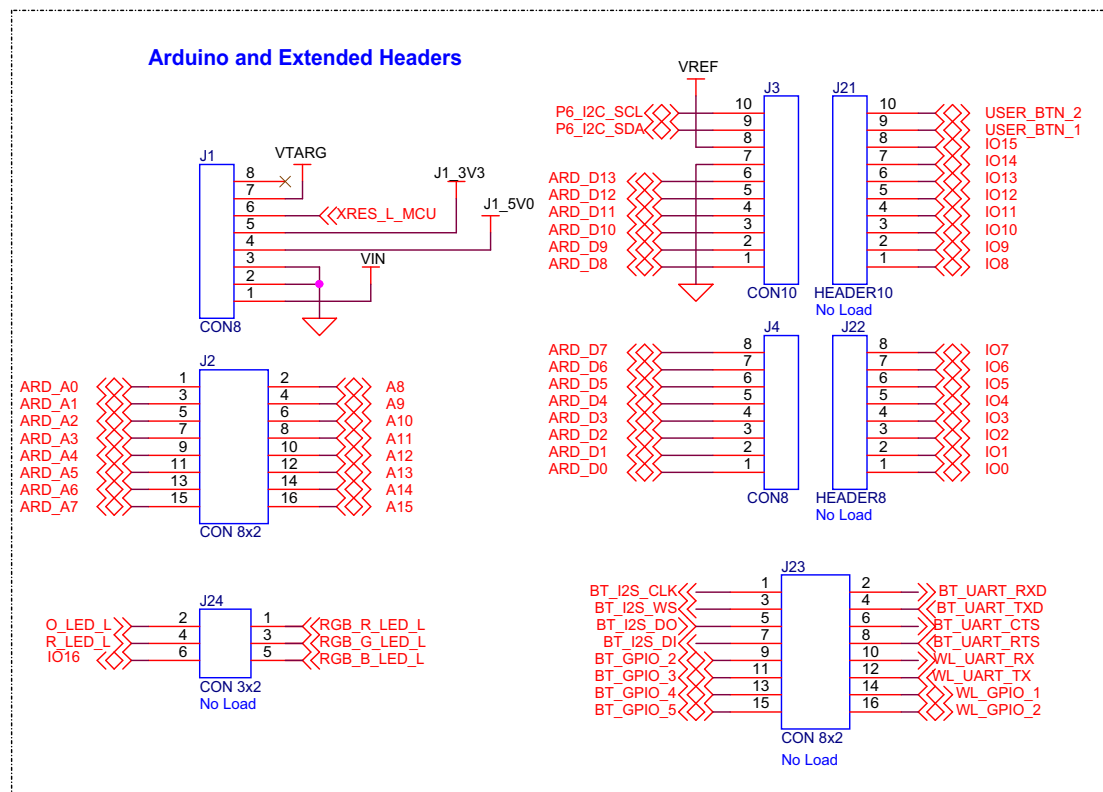 Arduino and Extended Headers
J1
VTARG
8
7
6
5
4
3
2
1
XRES_L_MCU
J1_3V3
J1_5V0
VIN
CON8
VREF
J3
P6_I2C_SCL 10
P6_I2C_SDA 9
8
7
ARD_D13 6
ARD_D12 5
ARD_D11 4
ARD_D10 3
ARD_D9 2
ARD_D8 1
CON10
J21
10 USER_BTN_2
9 USER_BTN_1
8 IO15
7 IO14
6 IO13
5 IO12
4 IO11
3 IO10
2 IO9
1 IO8
HEADER10
No Load
J2
ARD_A0 1 2 A8
ARD_A1 3 4 A9
ARD_A2 5 6 A10
ARD_A3 7 8 A11
ARD_A4 9 10 A12
ARD_A5 11 12 A13
ARD_A6 13 14 A14
ARD_A7 15 16 A15
CON 8x2
J4
ARD_D7 8
ARD_D6 7
ARD_D5 6
ARD_D4 5
ARD_D3 4
ARD_D2 3
ARD_D1 2
ARD_D0 1
CON8
J22
8 IO7
7 IO6
6 IO5
5 IO4
4 IO3
3 IO2
2 IO1
1 IO0
HEADER8
No Load
J24
O_LED_L 2 1 RGB_R_LED_L
R_LED_L 4 3 RGB_G_LED_L
IO16 6 5 RGB_B_LED_L
CON 3x2
No Load
J23
BT_I2S_CLK 1 2 BT_UART_RXD
BT_I2S_WS 3 4 BT_UART_TXD
BT_I2S_DO 5 6 BT_UART_CTS
BT_I2S_DI 7 8 BT_UART_RTS
BT_GPIO_2 9 10 WL_UART_RX
BT_GPIO_3 11 12 WL_UART_TX
BT_GPIO_4 13 14 WL_GPIO_1
BT_GPIO_5 15 16 WL_GPIO_2
CON 8x2
No Load